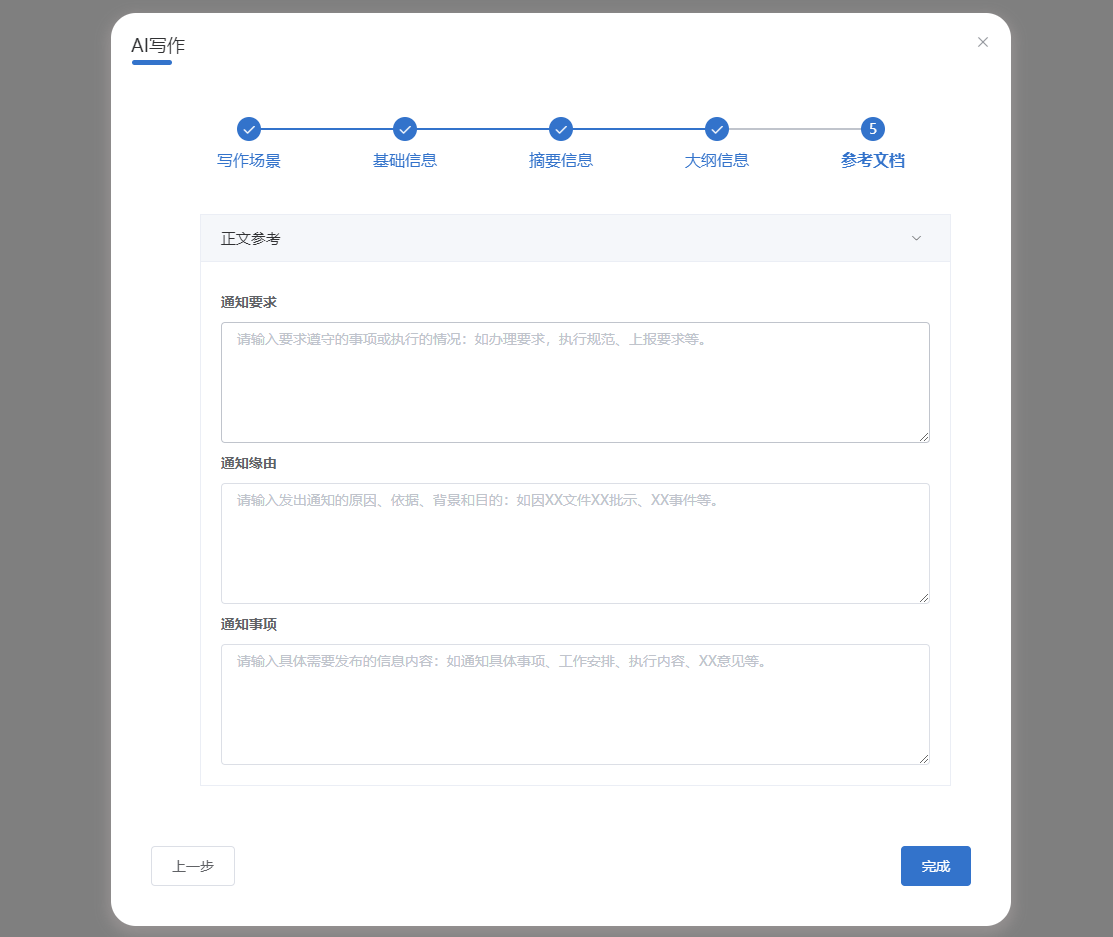 AI写作
5
写作场景 基础信息 摘要信息 大纲信息 参考文档
正文参考
通知要求
请输入要求遵守的事项或执行的情况：如办理要求，执行规范、上报要求等。
通知缘由
请输入发出通知的原因、依据、背景和目的：如因XX文件XX批示、XX事件等。
通知事项
请输入具体需要发布的信息内容：如通知具体事项、工作安排、执行内容、XX意见等。
上一步 完成